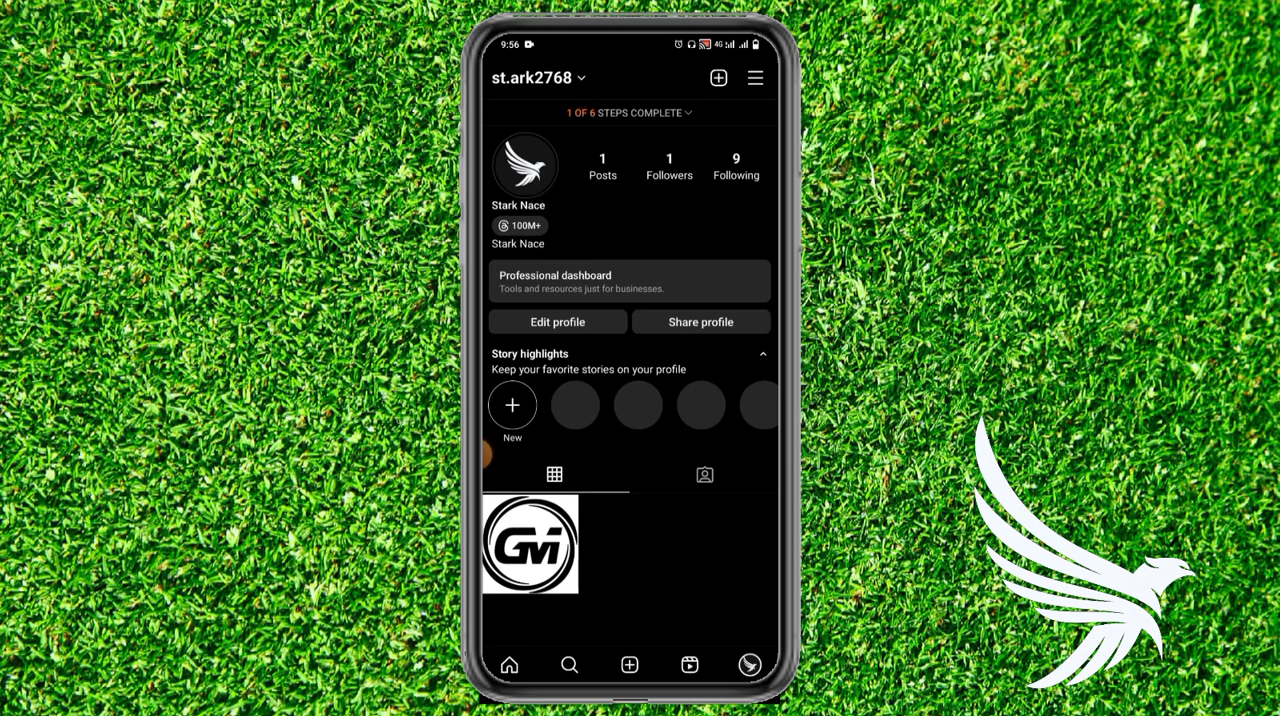 9:56
4G
st.ark2768
1 OF 6 STEPS COMPLETE
1 1 9
Posts Followers Following
Stark Nace
100M+
Stark Nace
Professional dashboard
Tools and resources just for businesses.
Edit profile Share profile
Story highlights
Keep your favorite stories on your profile
New
GM